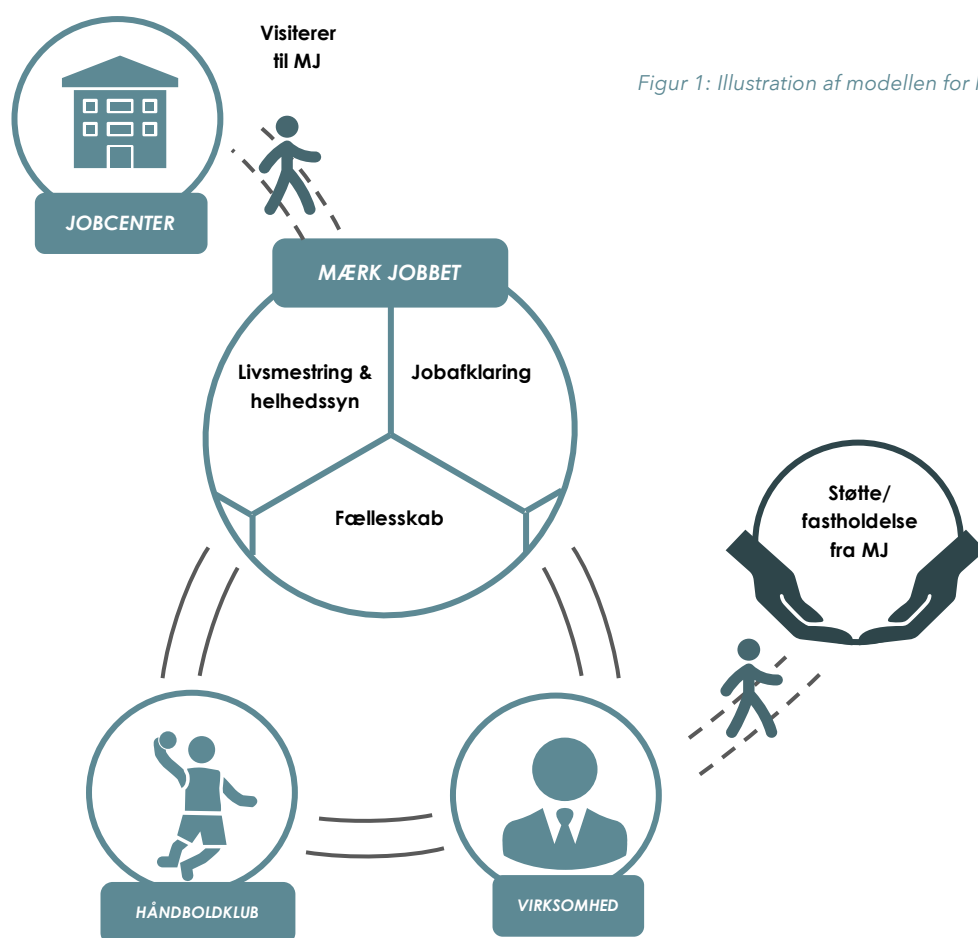 Visiterer
til MJ
Figur 1: Illustration af modellen for
JOBCENTER
MÆRK JOBBET
Livsmestring &
helhedssyn
Jobafklaring
Fællesskab
Støtte/
fastholdelse
fra MJ
HÅNDBOLDKLUB
VIRKSOMHED